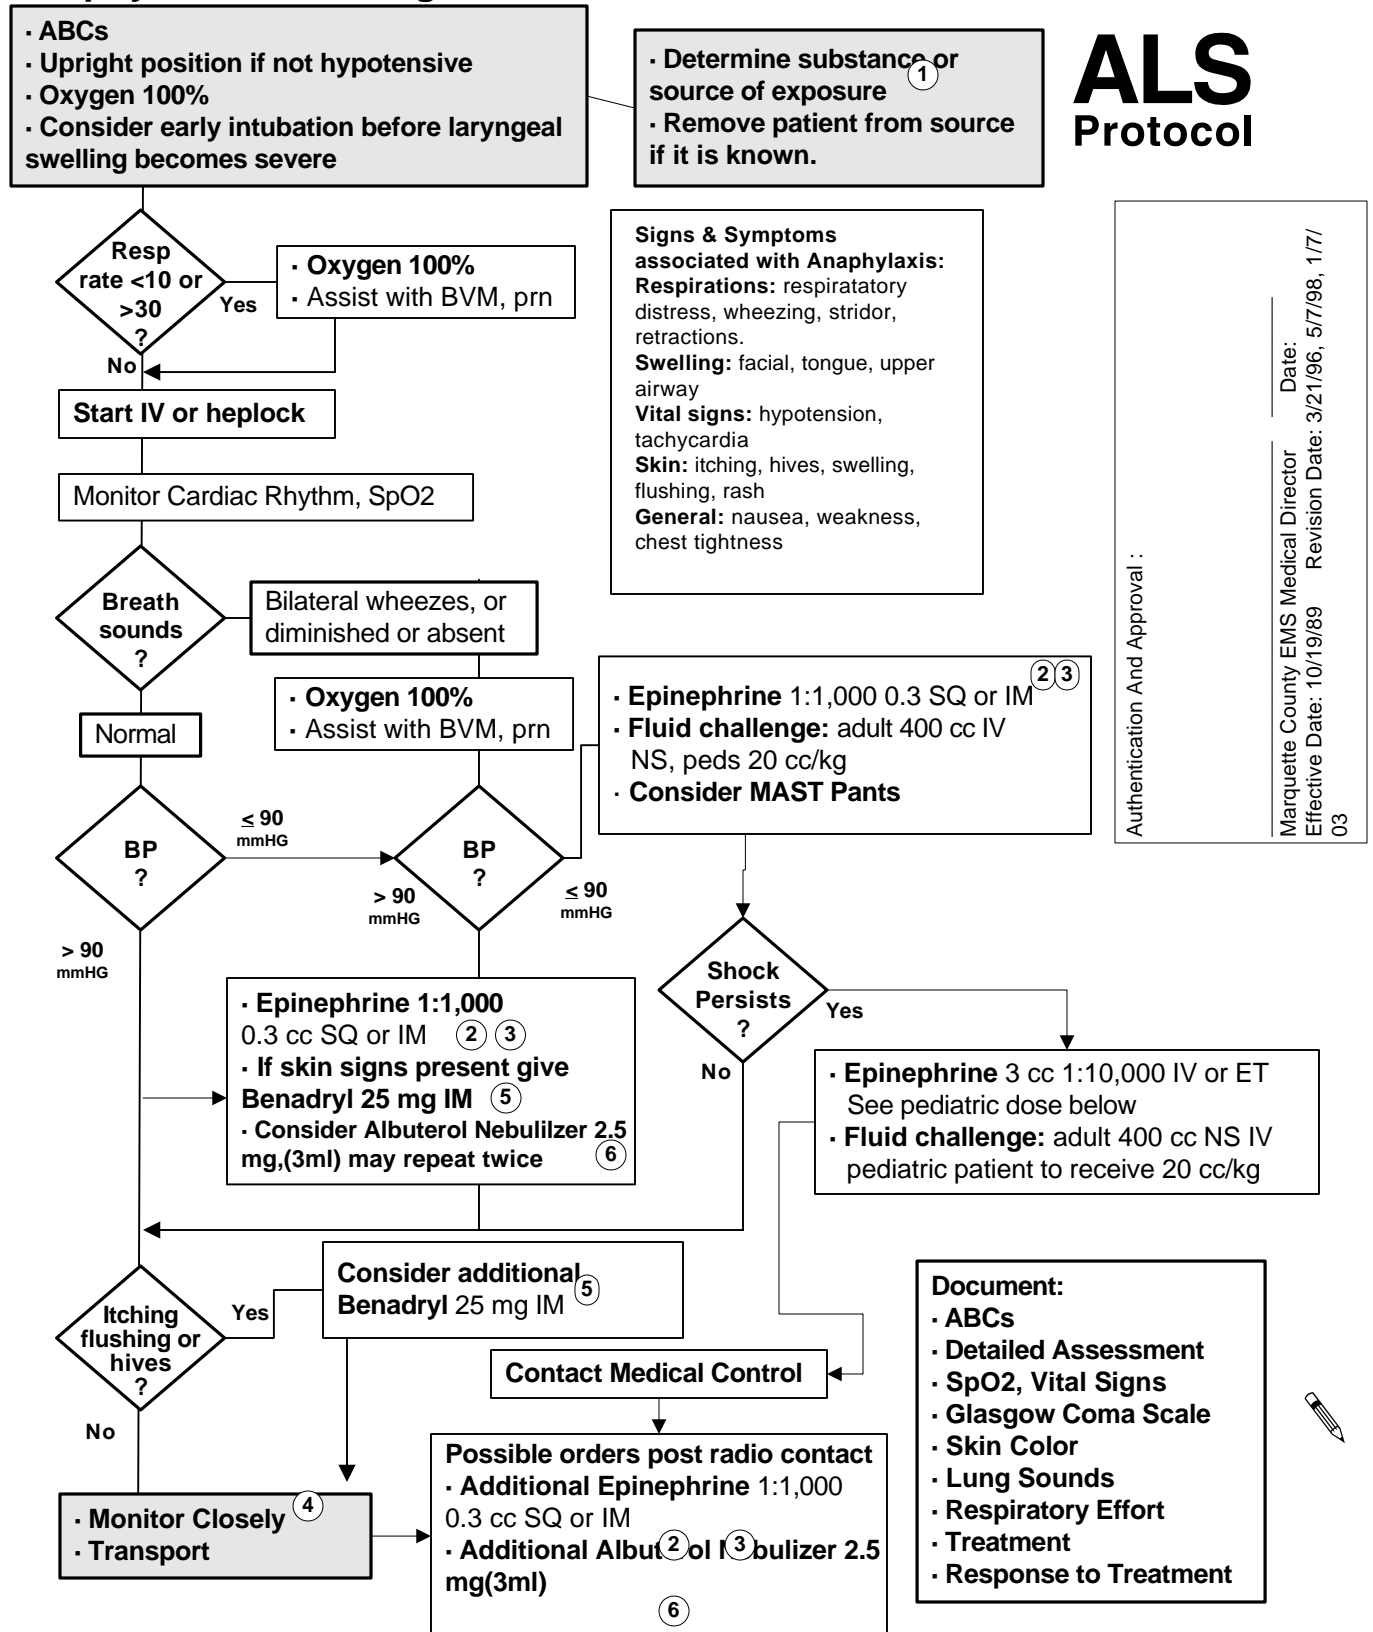 · ABCs
· Upright position if not hypotensive
· Oxygen 100%
· Consider early intubation before laryngeal
swelling becomes severe
· Determine substance or
source of exposure
1
· Remove patient from source
if it is known.
ALS
Protocol
Resp
rate <10 or
>30
?
Yes
No
· Oxygen 100%
· Assist with BVM, prn
Start IV or heplock
Monitor Cardiac Rhythm, SpO2
Signs & Symptoms
associated with Anaphylaxis:
Respirations: respiratatory
distress, wheezing, stridor,
retractions.
Swelling: facial, tongue, upper
airway
Vital signs: hypotension,
tachycardia
Skin: itching, hives, swelling,
flushing, rash
General: nausea, weakness,
chest tightness
Authentication And Approval :
Marquette County EMS Medical Director Date:
Effective Date: 10/19/89 Revision Date: 3/21/96, 5/7/98, 1/7/
03
Breath
sounds
?
Bilateral wheezes, or
diminished or absent
· Oxygen 100%
· Assist with BVM, prn
Normal
2 3
· Epinephrine 1:1,000 0.3 SQ or IM
· Fluid challenge: adult 400 cc IV
NS, peds 20 cc/kg
· Consider MAST Pants
BP
?
≤ 90
mmHG
> 90
mmHG
BP
?
> 90
mmHG
≤ 90
mmHG
· Epinephrine 1:1,000
0.3 cc SQ or IM 2 3
· If skin signs present give
Benadryl 25 mg IM 5
· Consider Albuterol Nebulilzer 2.5
mg,(3ml) may repeat twice 6
Shock
Persists
?
Yes
No
· Epinephrine 3 cc 1:10,000 IV or ET
See pediatric dose below
· Fluid challenge: adult 400 cc NS IV
pediatric patient to receive 20 cc/kg
Itching
flushing or
hives
?
Yes
No
Consider additional
Benadryl 25 mg IM 5
Contact Medical Control
· Monitor Closely 4
· Transport
Possible orders post radio contact
· Additional Epinephrine 1:1,000
0.3 cc SQ or IM
2 3
· Additional Albuterol Nebulizer 2.5
mg(3ml)
6
Document:
· ABCs
· Detailed Assessment
· SpO2, Vital Signs
· Glasgow Coma Scale
· Skin Color
· Lung Sounds
· Respiratory Effort
· Treatment
· Response to Treatment